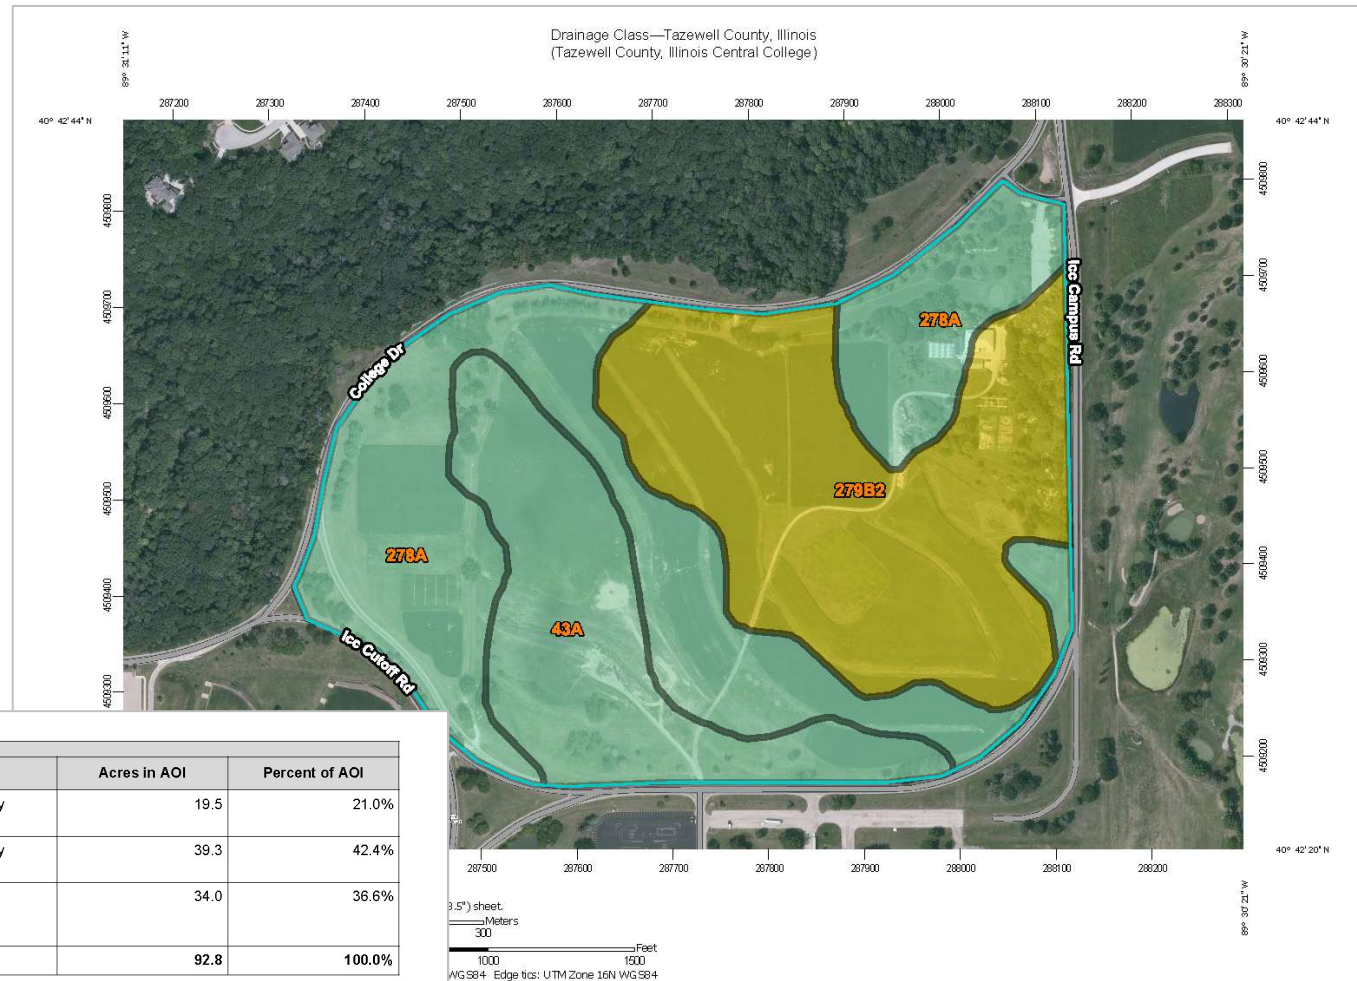 Drainage Class—Tazewell County, Illinois
(Tazewell County, Illinois Central College)
89° 31' 11" W
89° 30' 21" W
287200 287300 287400 287500 287600 287700 287800 287900 288000 288100 288200 288300
40° 42' 44" N
40° 42' 44" N
4509800
4509700
4509600
4509500
4509400
4509300
4509800
4509700
4509600
4509500
4509400
4509300
4509200
Icc Campus Rd
278A
College Dr
279B2
278A
43A
Icc Cutoff Rd
Acres in AOI Percent of AOI
y 19.5 21.0%
y 39.3 42.4%
34.0 36.6%
92.8 100.0%
287500 287600 287700 287800 287900 288000 288100 288200
40° 42' 20" N
89° 30' 21" W
.5") sheet.
Meters
300
Feet
1000 1500
WGS84 Edge tics: UTM Zone 16N WGS84